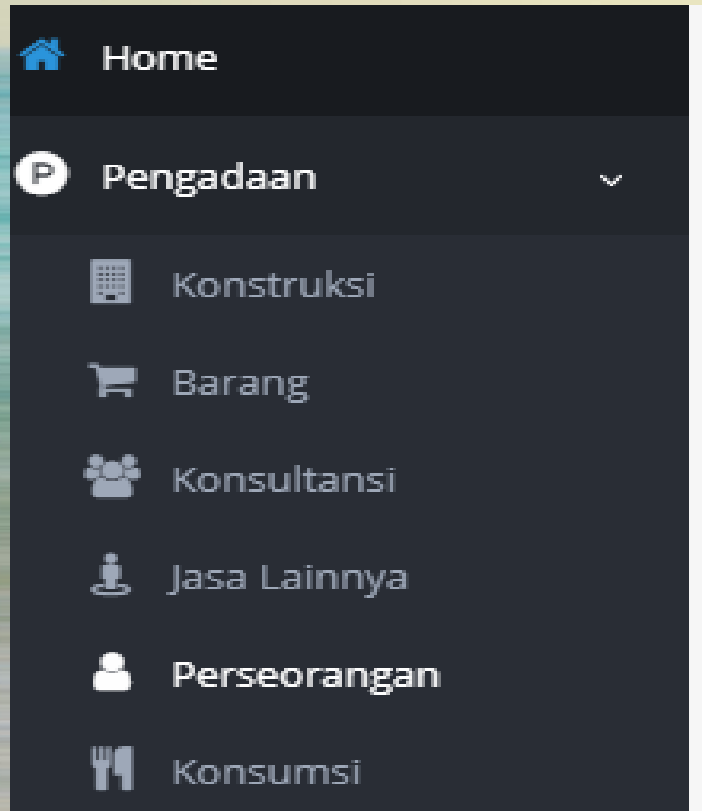 Home
P Pengadaan
Konstruksi
Barang
Konsultansi
Jasa Lainnya
Perseorangan
Konsumsi